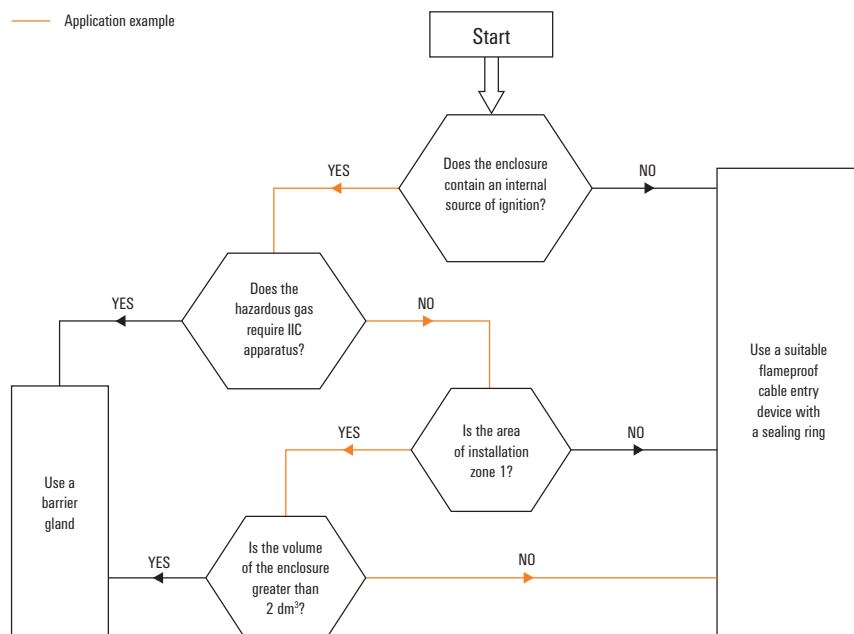 Application example
Start
Does the enclosure
contain an internal
source of ignition?
YES
NO
Does the
hazardous gas
require IIC
apparatus?
YES
NO
Use a suitable
flameproof
cable entry
device with
a sealing ring
Is the area
of installation
zone 1?
YES
NO
Use a
barrier
gland
Is the volume
of the enclosure
greater than
2 dm³?
YES
NO